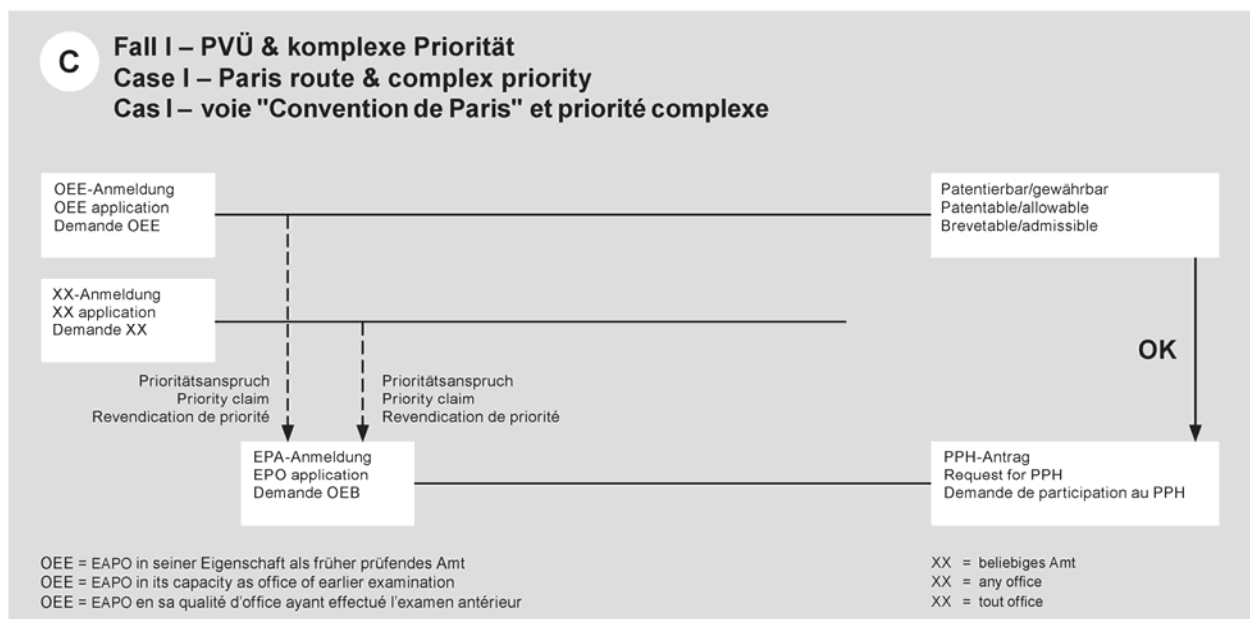 C
Fall I – PVÜ & komplexe Priorität
Case I – Paris route & complex priority
Cas I – voie "Convention de Paris" et priorité complexe
OEE-Anmeldung
OEE application
Demande OEE
Patentierbar/gewährbar
Patentable/allowable
Brevetable/admissible
XX-Anmeldung
XX application
Demande XX
OK
Prioritätsanspruch
Priority claim
Revendication de priorité
Prioritätsanspruch
Priority claim
Revendication de priorité
EPA-Anmeldung
EPO application
Demande OEB
PPH-Antrag
Request for PPH
Demande de participation au PPH
OEE = EAPO in seiner Eigenschaft als früher prüfendes Amt
OEE = EAPO in its capacity as office of earlier examination
OEE = EAPO en sa qualité d'office ayant effectué l'examen antérieur
XX = beliebiges Amt
XX = any office
XX = tout office